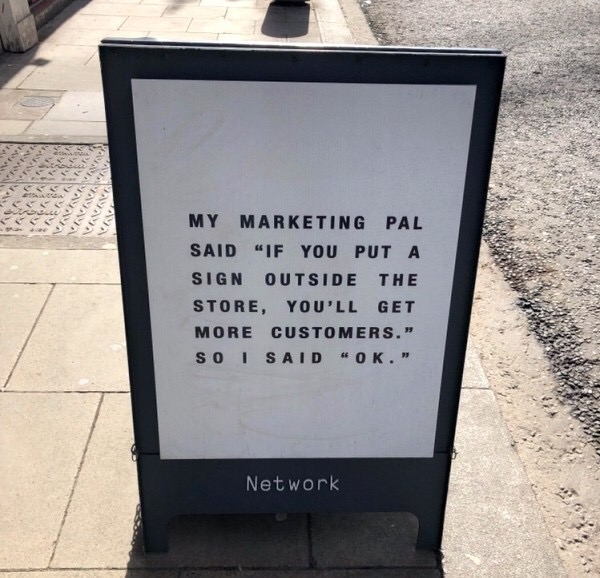 MY MARKETING PAL
SAID “IF YOU PUT A
SIGN OUTSIDE THE
STORE, YOU’LL GET
MORE CUSTOMERS.”
SO I SAID “OK.”
Network